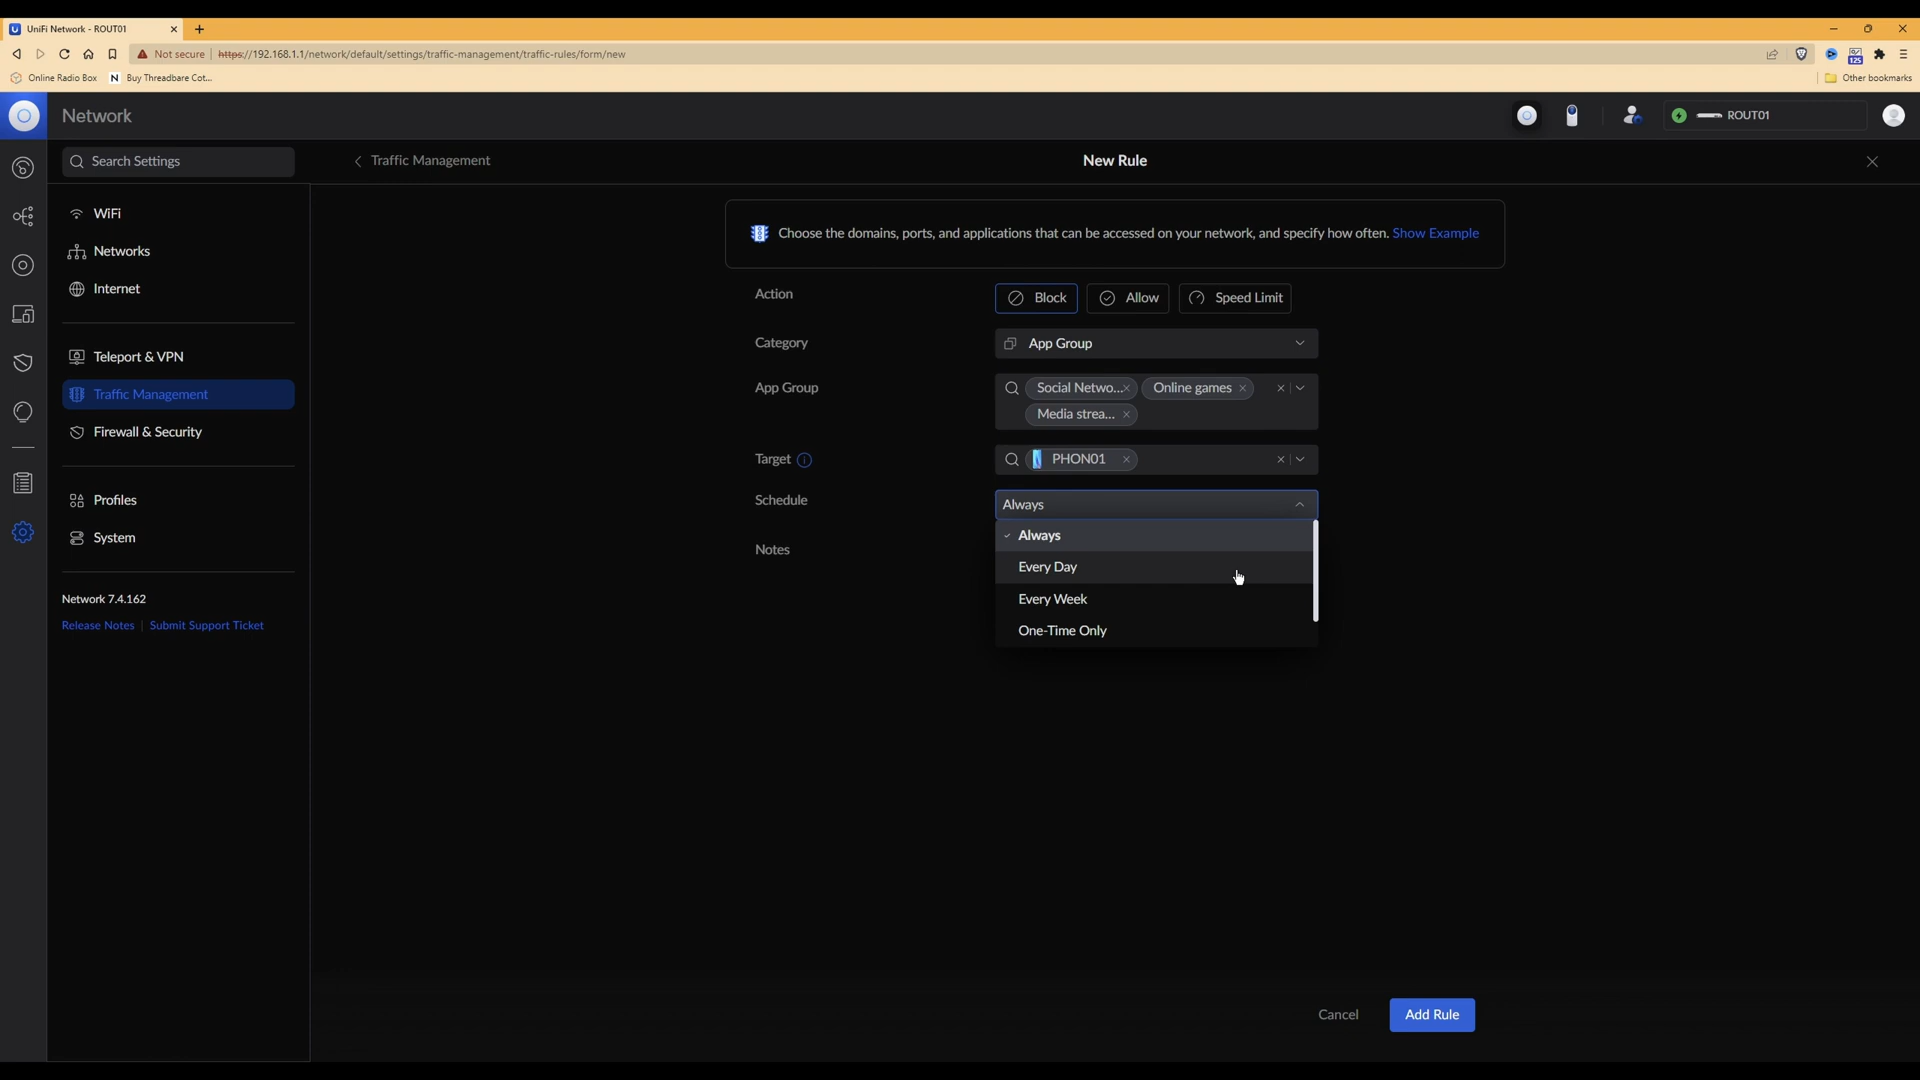 UniFi Network - ROUT01
Not secure https://192.168.1.1/network/default/settings/traffic-management/traffic-rules/form/new
125
Online Radio Box
Buy Threadbare Cot...
Other bookmarks
Network
ROUT01
Search Settings
Traffic Management
New Rule
WiFi
Networks
Internet
Teleport & VPN
Traffic Management
Firewall & Security
Profiles
System
Network 7.4.162
Release Notes
Submit Support Ticket
Choose the domains, ports, and applications that can be accessed on your network, and specify how often. Show Example
Action
Block
Allow
Speed Limit
Category
App Group
App Group
Social Netwo...
Online games
Media strea...
Target
PHON01
Schedule
Always
Always
Every Day
Every Week
One-Time Only
Notes
Cancel
Add Rule